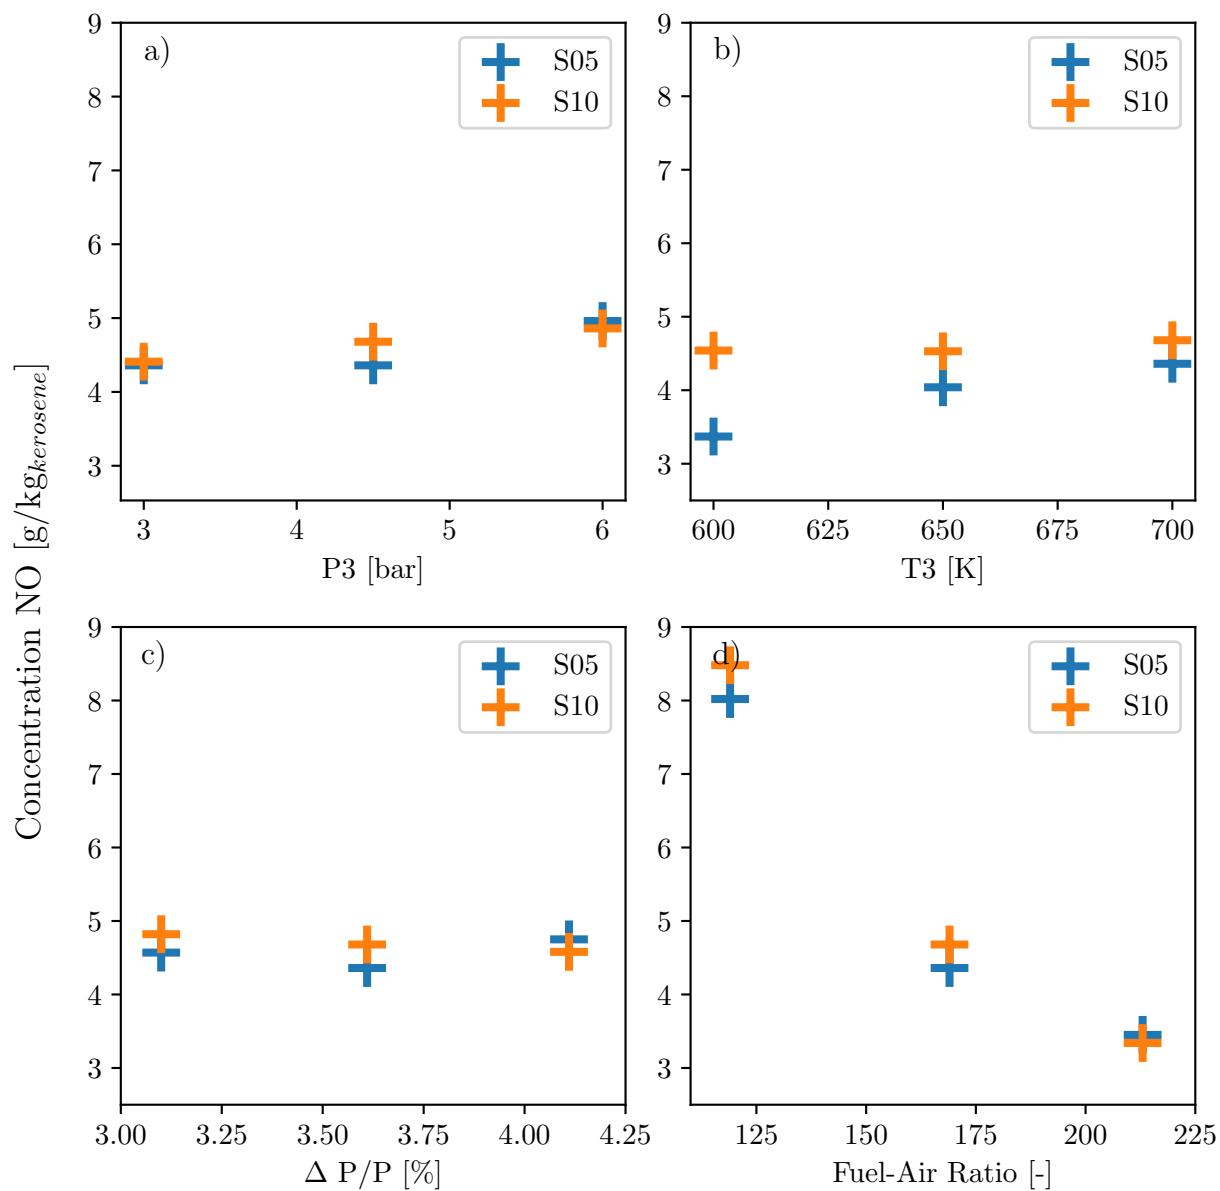 Concentration NO [g/kg_kerosene]
a)
S05
S10
9
8
7
6
5
4
3
3 4 5 6
P3 [bar]
b)
S05
S10
9
8
7
6
5
4
3
600 625 650 675 700
T3 [K]
c)
S05
S10
9
8
7
6
5
4
3
3.00 3.25 3.50 3.75 4.00 4.25
Δ P/P [%]
d)
S05
S10
9
8
7
6
5
4
3
125 150 175 200 225
Fuel-Air Ratio [-]